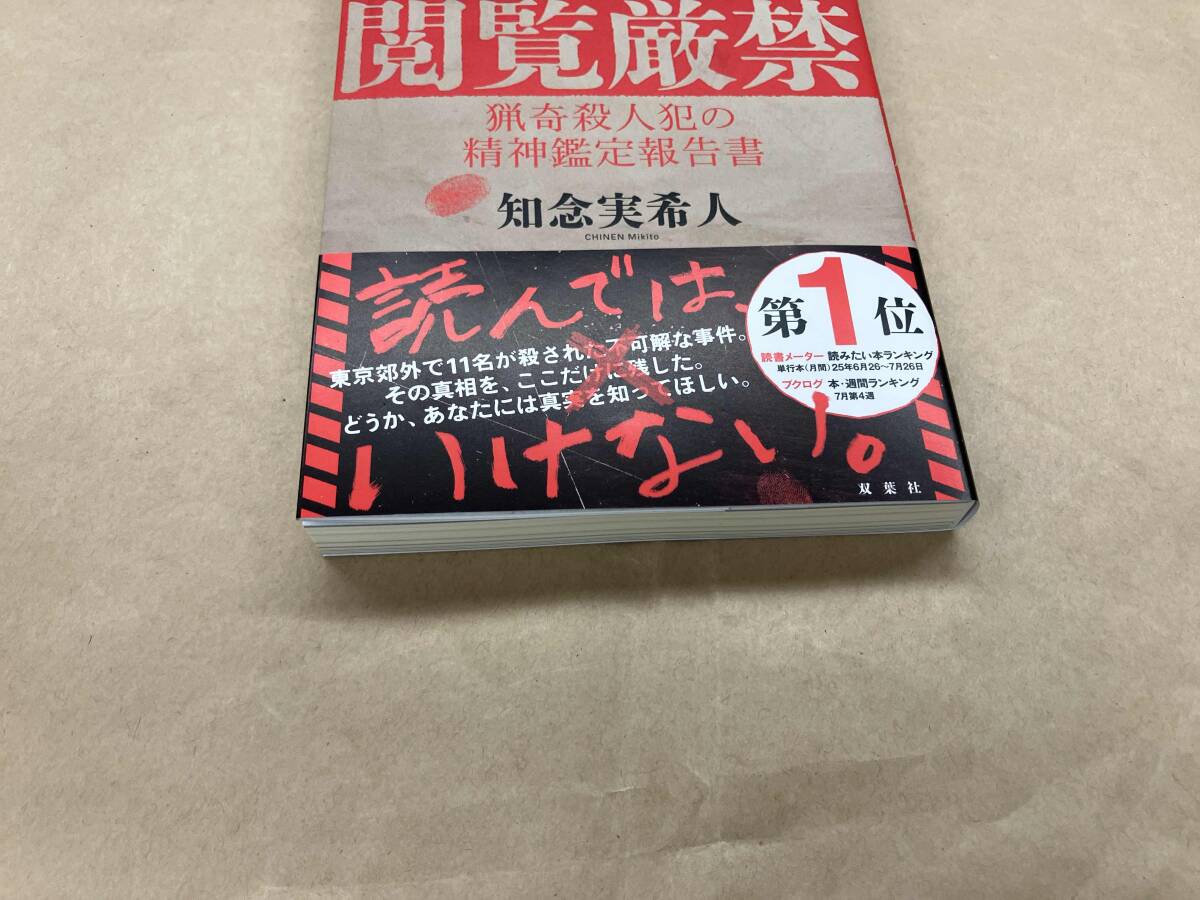 閲覧厳禁
猟奇殺人犯の
精神鑑定報告書
知念実希人
CHINEN Mikito
読んでは、
東京郊外で11名が殺された不可解な事件。
その真相を、ここだけに残した。
どうか、あなたには真実を知ってほしい。
いけない。
第1位
読書メーター 読みたい本ランキング
単行本(月間)25年6月26〜7月26日
ブクログ 本・週間ランキング
7月第4週
双葉社